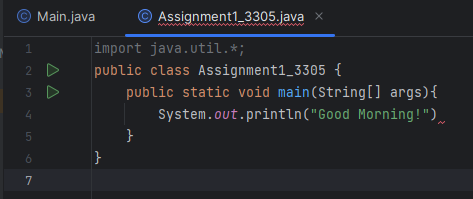 Main.java
Assignment1_3305.java
1 import java.util.*;
2 public class Assignment1_3305 {
3     public static void main(String[] args){
4         System.out.println("Good Morning!")
5     }
6 }
7